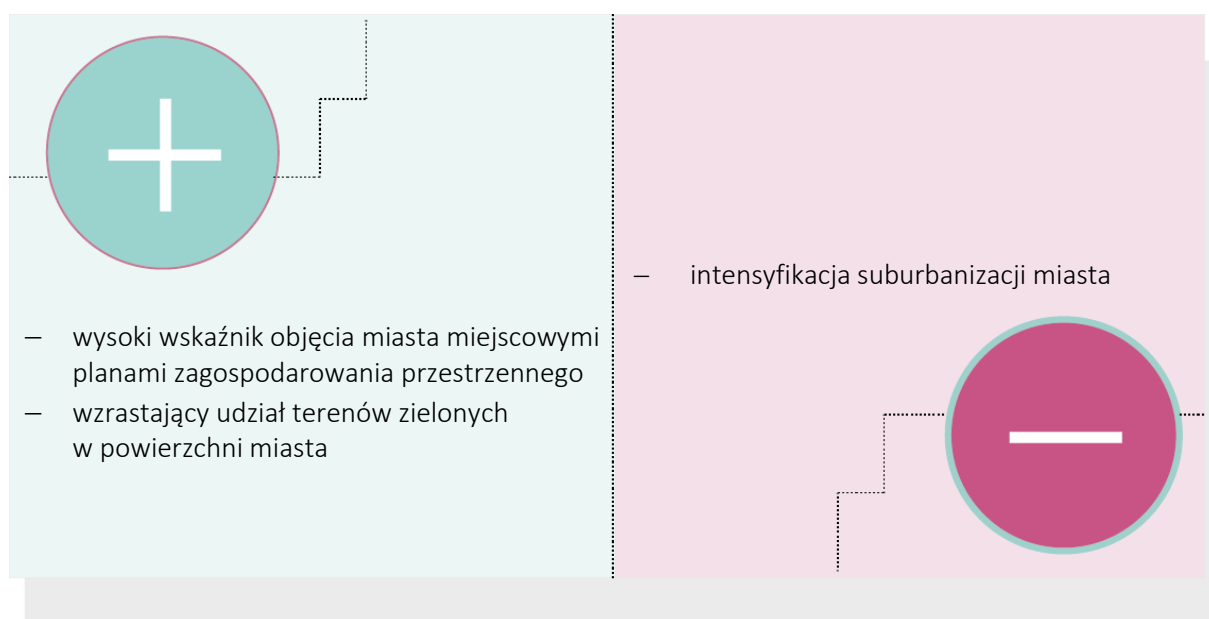 – wysoki wskaźnik objęcia miasta miejscowymi
planami zagospodarowania przestrzennego
– wzrastający udział terenów zielonych
w powierzchni miasta
– intensyfikacja suburbanizacji miasta